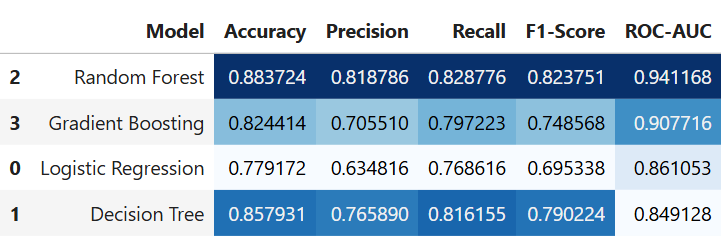 Model Accuracy Precision Recall F1-Score ROC-AUC
2 Random Forest 0.883724 0.818786 0.828776 0.823751 0.941168
3 Gradient Boosting 0.824414 0.705510 0.797223 0.748568 0.907716
0 Logistic Regression 0.779172 0.634816 0.768616 0.695338 0.861053
1 Decision Tree 0.857931 0.765890 0.816155 0.790224 0.849128